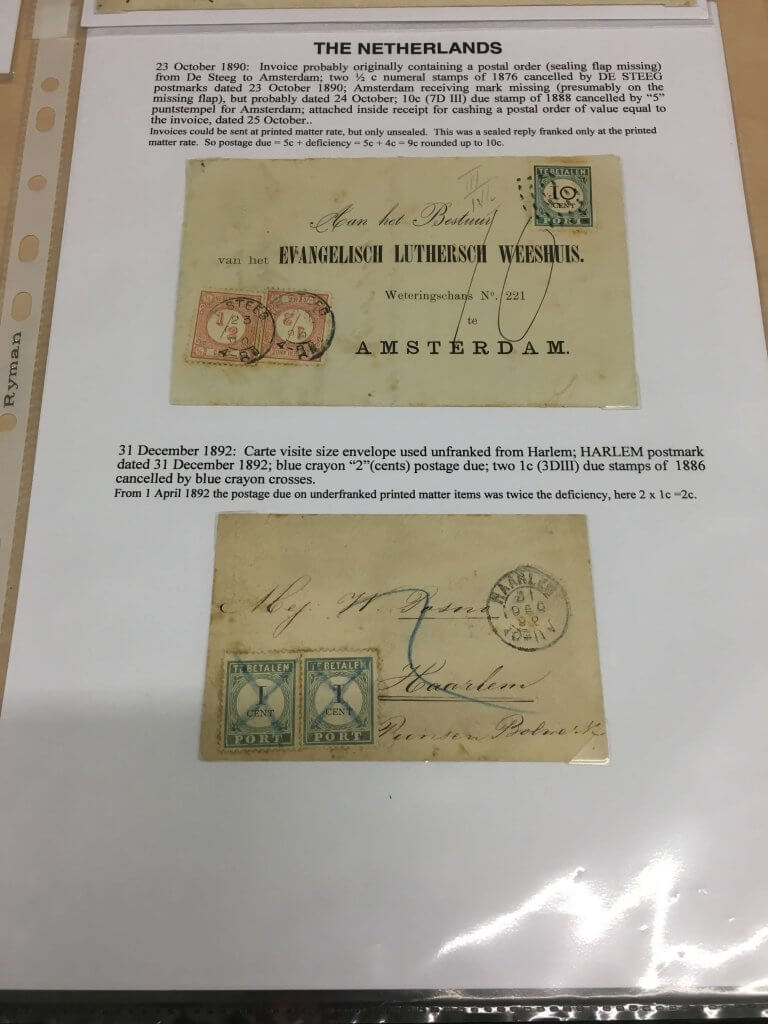 THE NETHERLANDS
23 October 1890: Invoice probably originally containing a postal order (sealing flap missing)
from De Steeg to Amsterdam; two ½ c numeral stamps of 1876 cancelled by DE STEEG
postmarks dated 23 October 1890; Amsterdam receiving mark missing (presumably on the
missing flap), but probably dated 24 October; 10c (7D III) due stamp of 1888 cancelled by “5”
puntstempel for Amsterdam; attached inside receipt for cashing a postal order of value equal to
the invoice, dated 25 October..
Invoices could be sent at printed matter rate, but only unsealed. This was a sealed reply franked only at the printed
matter rate. So postage due = 5c + deficiency = 5c + 4c = 9c rounded up to 10c.
TE BETALEN
10
CENT
PORT
Aan het Bestuur
van het EVANGELISCH LUTHERSCH WEESHUIS.
10
Weteringschans Nº. 221
te
AMSTERDAM.
STEEG
23
1/2
1/2
Ryman
31 December 1892: Carte visite size envelope used unfranked from Harlem; HARLEM postmark
dated 31 December 1892; blue crayon “2”(cents) postage due; two 1c (3DIII) due stamps of 1886
cancelled by blue crayon crosses.
From 1 April 1892 the postage due on underfranked printed matter items was twice the deficiency, here 2 x 1c =2c.
HAARLEM
31
DEC
92
Mej. W.
Haarlem
TE BETALEN
1
CENT
PORT
TE BETALEN
1
CENT
PORT